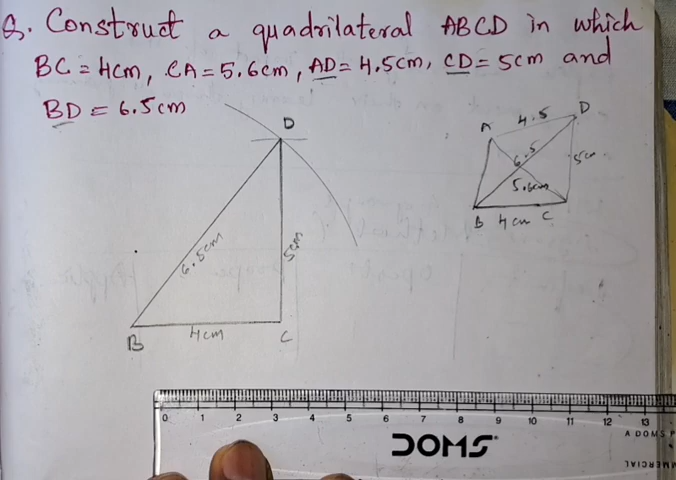 Q. Construct a quadrilateral ABCD in which
BC = 4cm, CA = 5.6cm, AD = 4.5cm, CD = 5cm and
BD = 6.5cm
D
6.5cm
5cm
B
4cm
C
A
4.5
D
6.5
5cm
5.6cm
B 4cm C
0 1 2 3 4 5 6 7 8 9 10 11 12 13
DOMS
A DOMS P